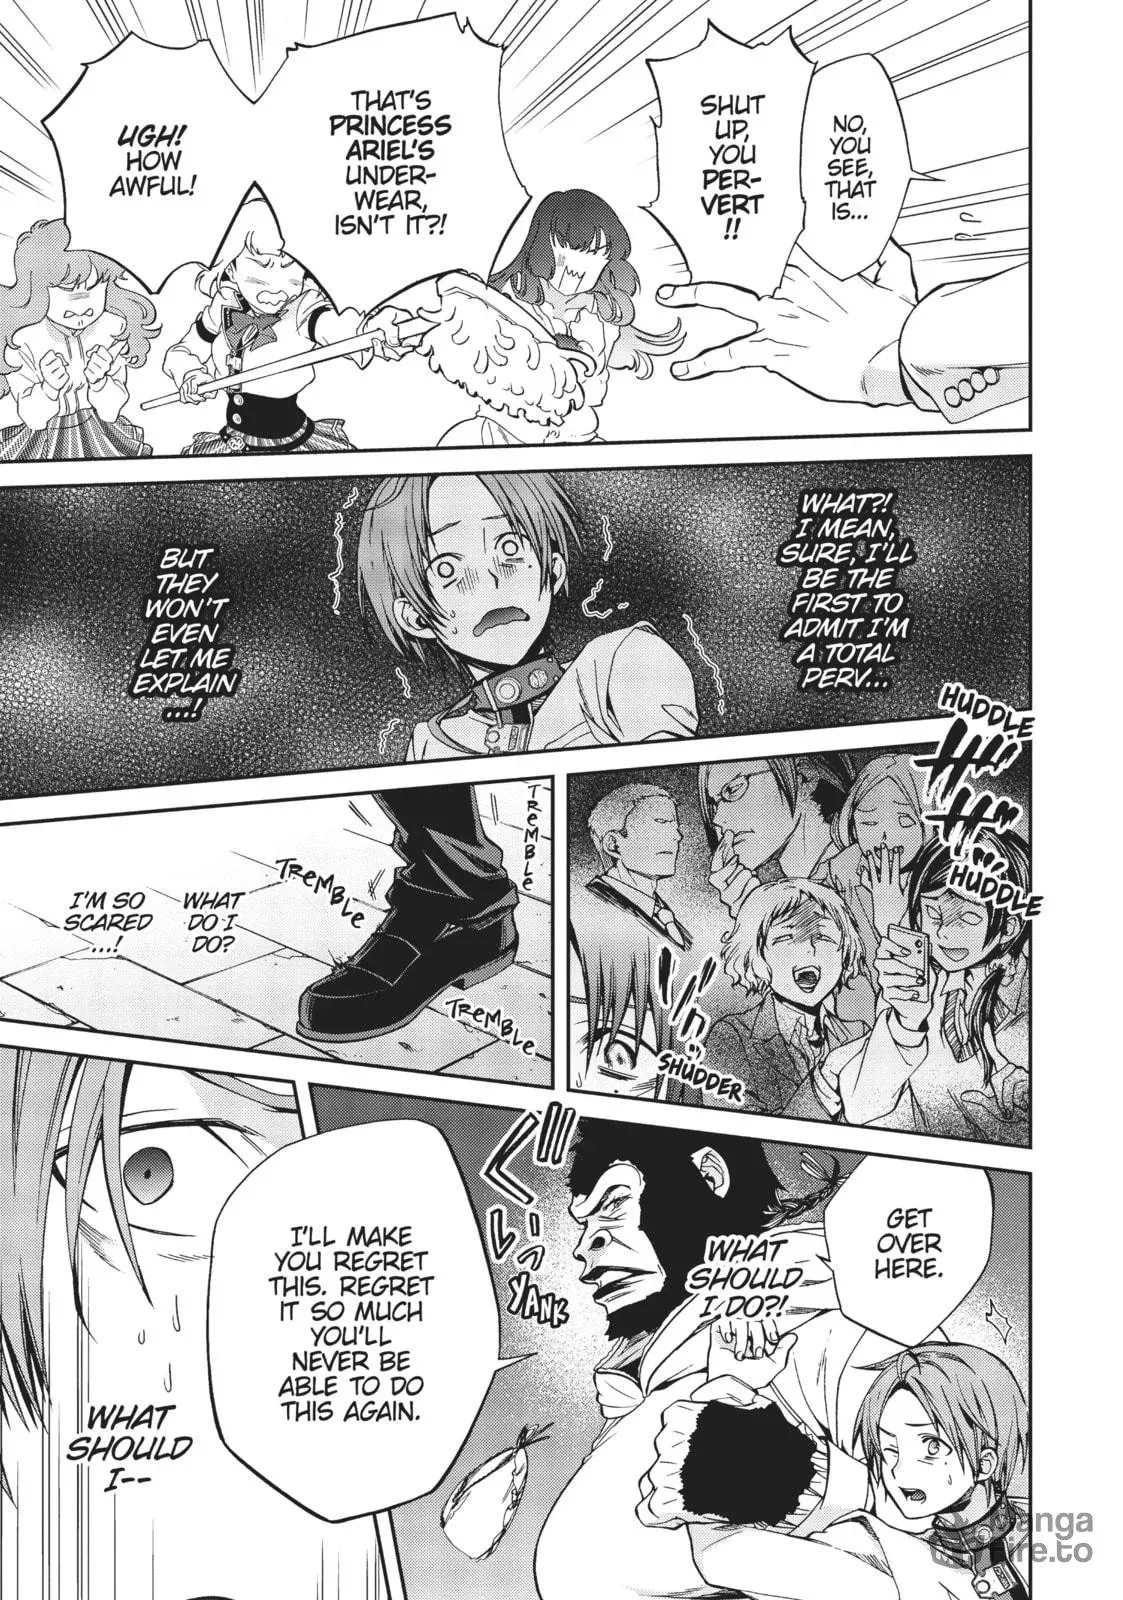 NO,
YOU
SEE,
THAT
IS...
SHUT
UP,
YOU
PER-
VERT
!!
THAT'S
PRINCESS
ARIEL'S
UNDER-
WEAR,
ISN'T IT?!
UGH!
HOW
AWFUL!
WHAT?!
I MEAN,
SURE, I'LL
BE THE
FIRST TO
ADMIT I'M
A TOTAL
PERV...
BUT
THEY
WON'T
EVEN
LET ME
EXPLAIN
...!
HUDDLE
HUDDLE
SHUDDER
TREMBLE
TREMBLE
TREMBLE
WHAT
DO I
DO?
I'M SO
SCARED
...!
GET
OVER
HERE.
WHAT
SHOULD
I DO?!
YANK
I'LL MAKE
YOU REGRET
THIS. REGRET
IT SO MUCH
YOU'LL
NEVER BE
ABLE TO DO
THIS AGAIN.
WHAT
SHOULD
I--